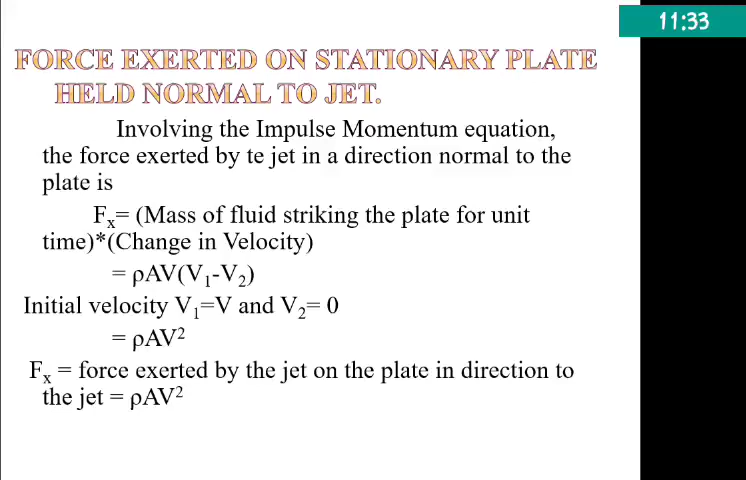 11:33
FORCE EXERTED ON STATIONARY PLATE
HELD NORMAL TO JET.
Involving the Impulse Momentum equation,
the force exerted by te jet in a direction normal to the
plate is
Fₓ= (Mass of fluid striking the plate for unit
time)*(Change in Velocity)
= ρAV(V₁-V₂)
Initial velocity V₁=V and V₂= 0
= ρAV²
Fₓ = force exerted by the jet on the plate in direction to
the jet = ρAV²